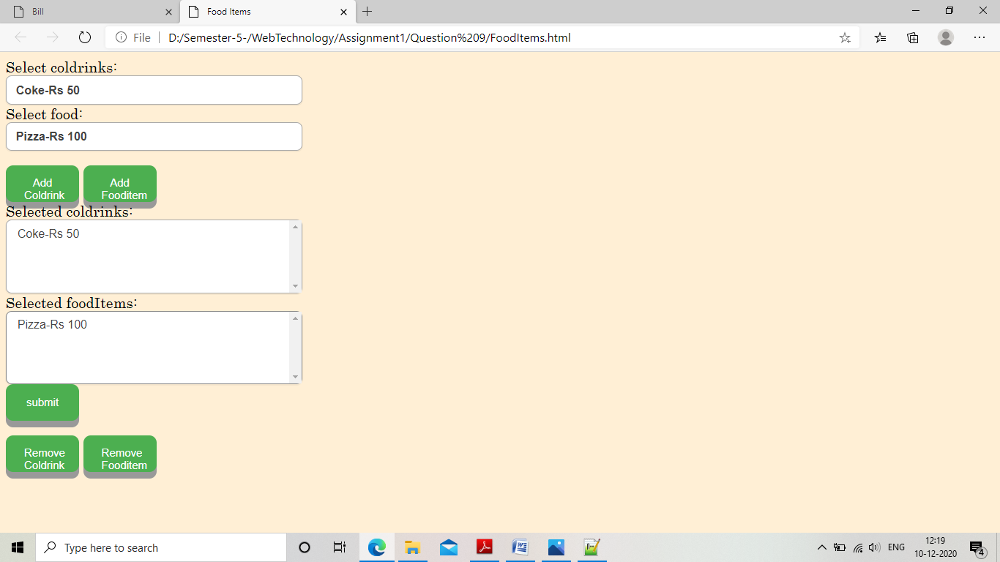 Bill
Food Items
File
D:/Semester-5-/WebTechnology/Assignment1/Question%209/FoodItems.html
Select coldrinks:
Coke-Rs 50
Select food:
Pizza-Rs 100
Add
Coldrink
Add
Fooditem
Selected coldrinks:
Coke-Rs 50
Selected foodItems:
Pizza-Rs 100
submit
Remove
Coldrink
Remove
Fooditem
Type here to search
ENG
12:19
10-12-2020
4